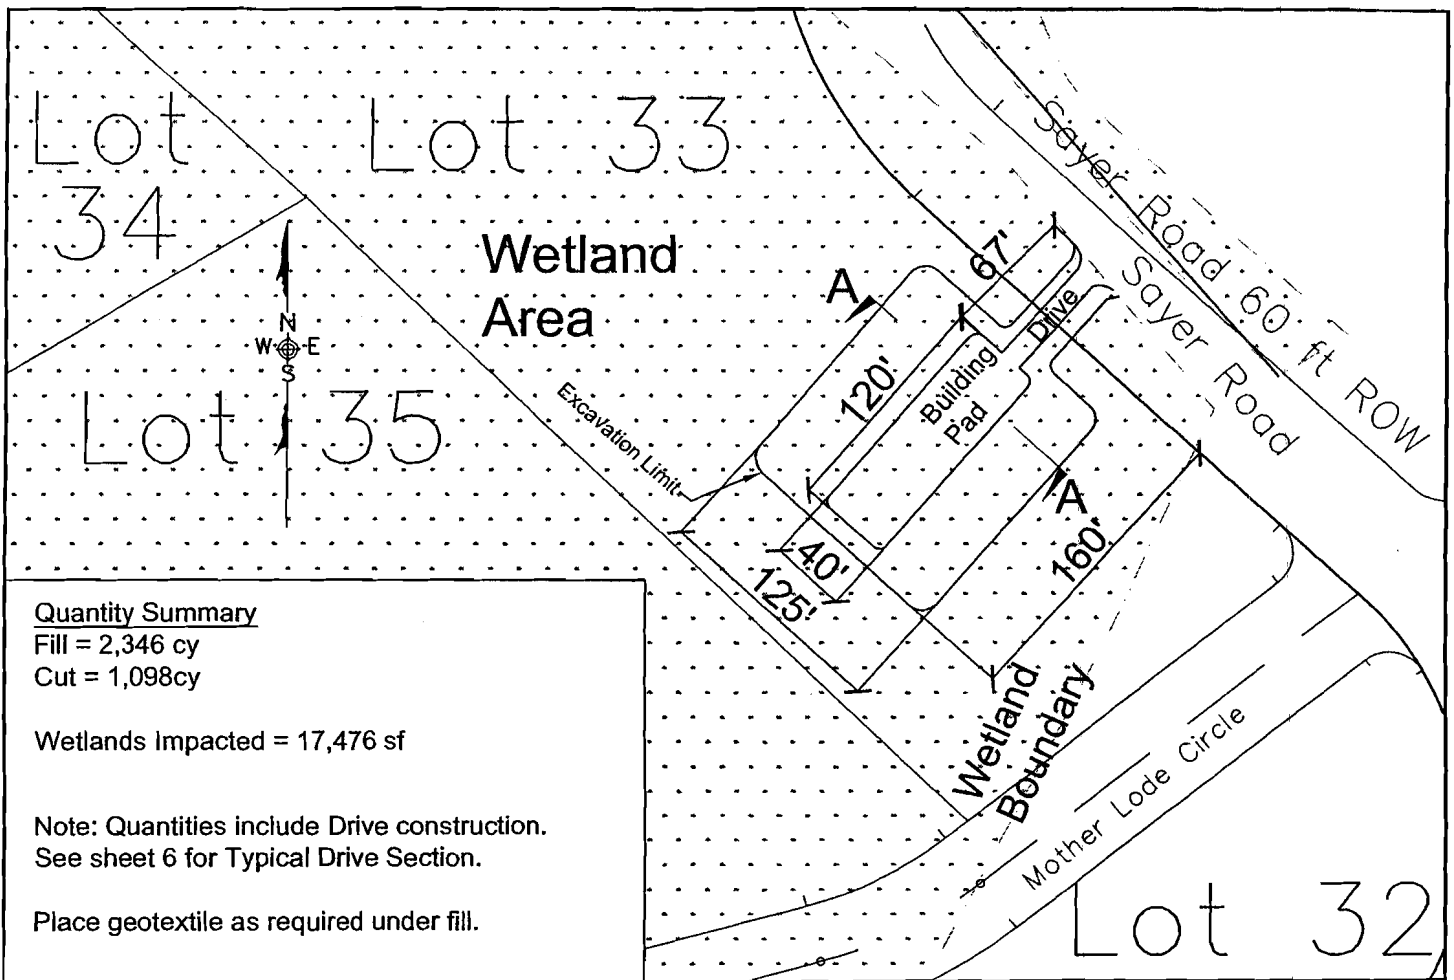 Lot
34
Lot 33
Wetland
Area
N
W E
S
Lot 35
Excavation Limit
A
120'
67'
Drive
Building
Pad
A
40'
125'
160'
Sayer Road 60 ft ROW
Sayer Road
Wetland
Boundary
Mother Lode Circle
Lot 32
Quantity Summary
Fill = 2,346 cy
Cut = 1,098cy
Wetlands Impacted = 17,476 sf
Note: Quantities include Drive construction.
See sheet 6 for Typical Drive Section.
Place geotextile as required under fill.